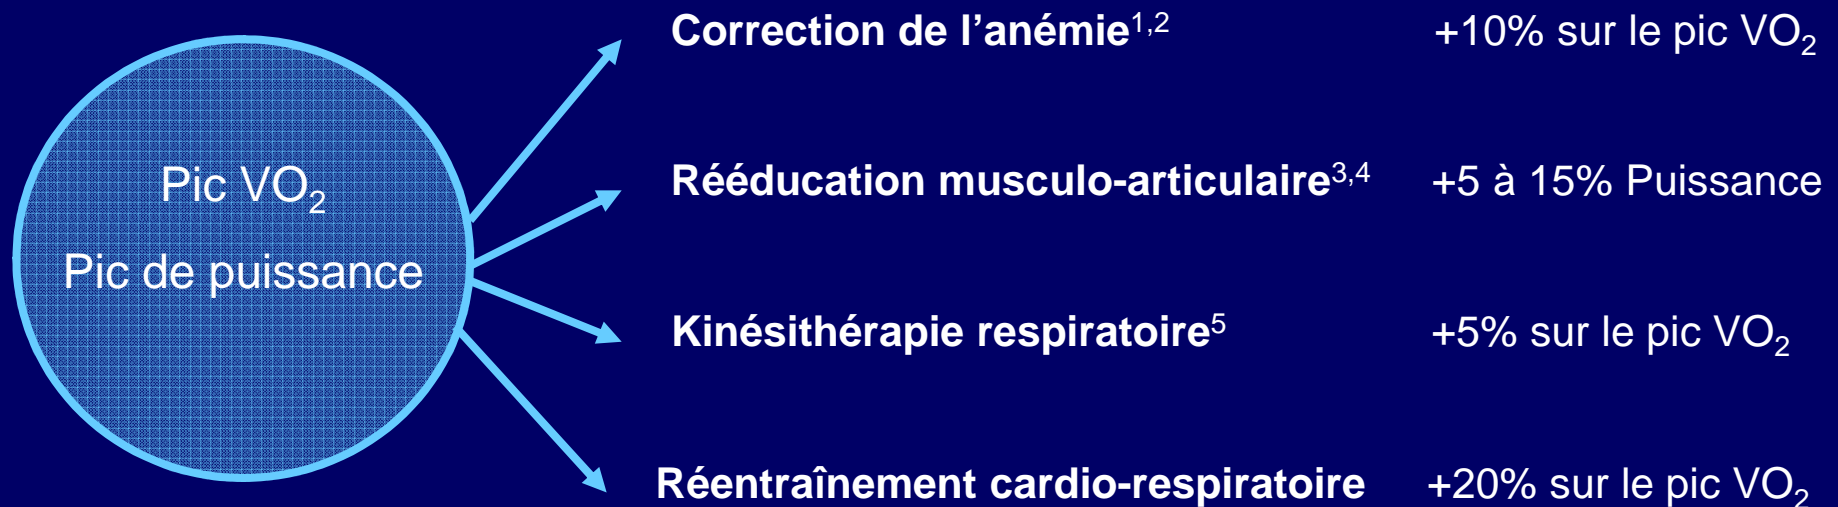 Pic VO₂
Pic de puissance
Correction de l’anémie¹,² +10% sur le pic VO₂
Rééducation musculo-articulaire³,⁴ +5 à 15% Puissance
Kinésithérapie respiratoire⁵ +5% sur le pic VO₂
Réentraînement cardio-respiratoire +20% sur le pic VO₂